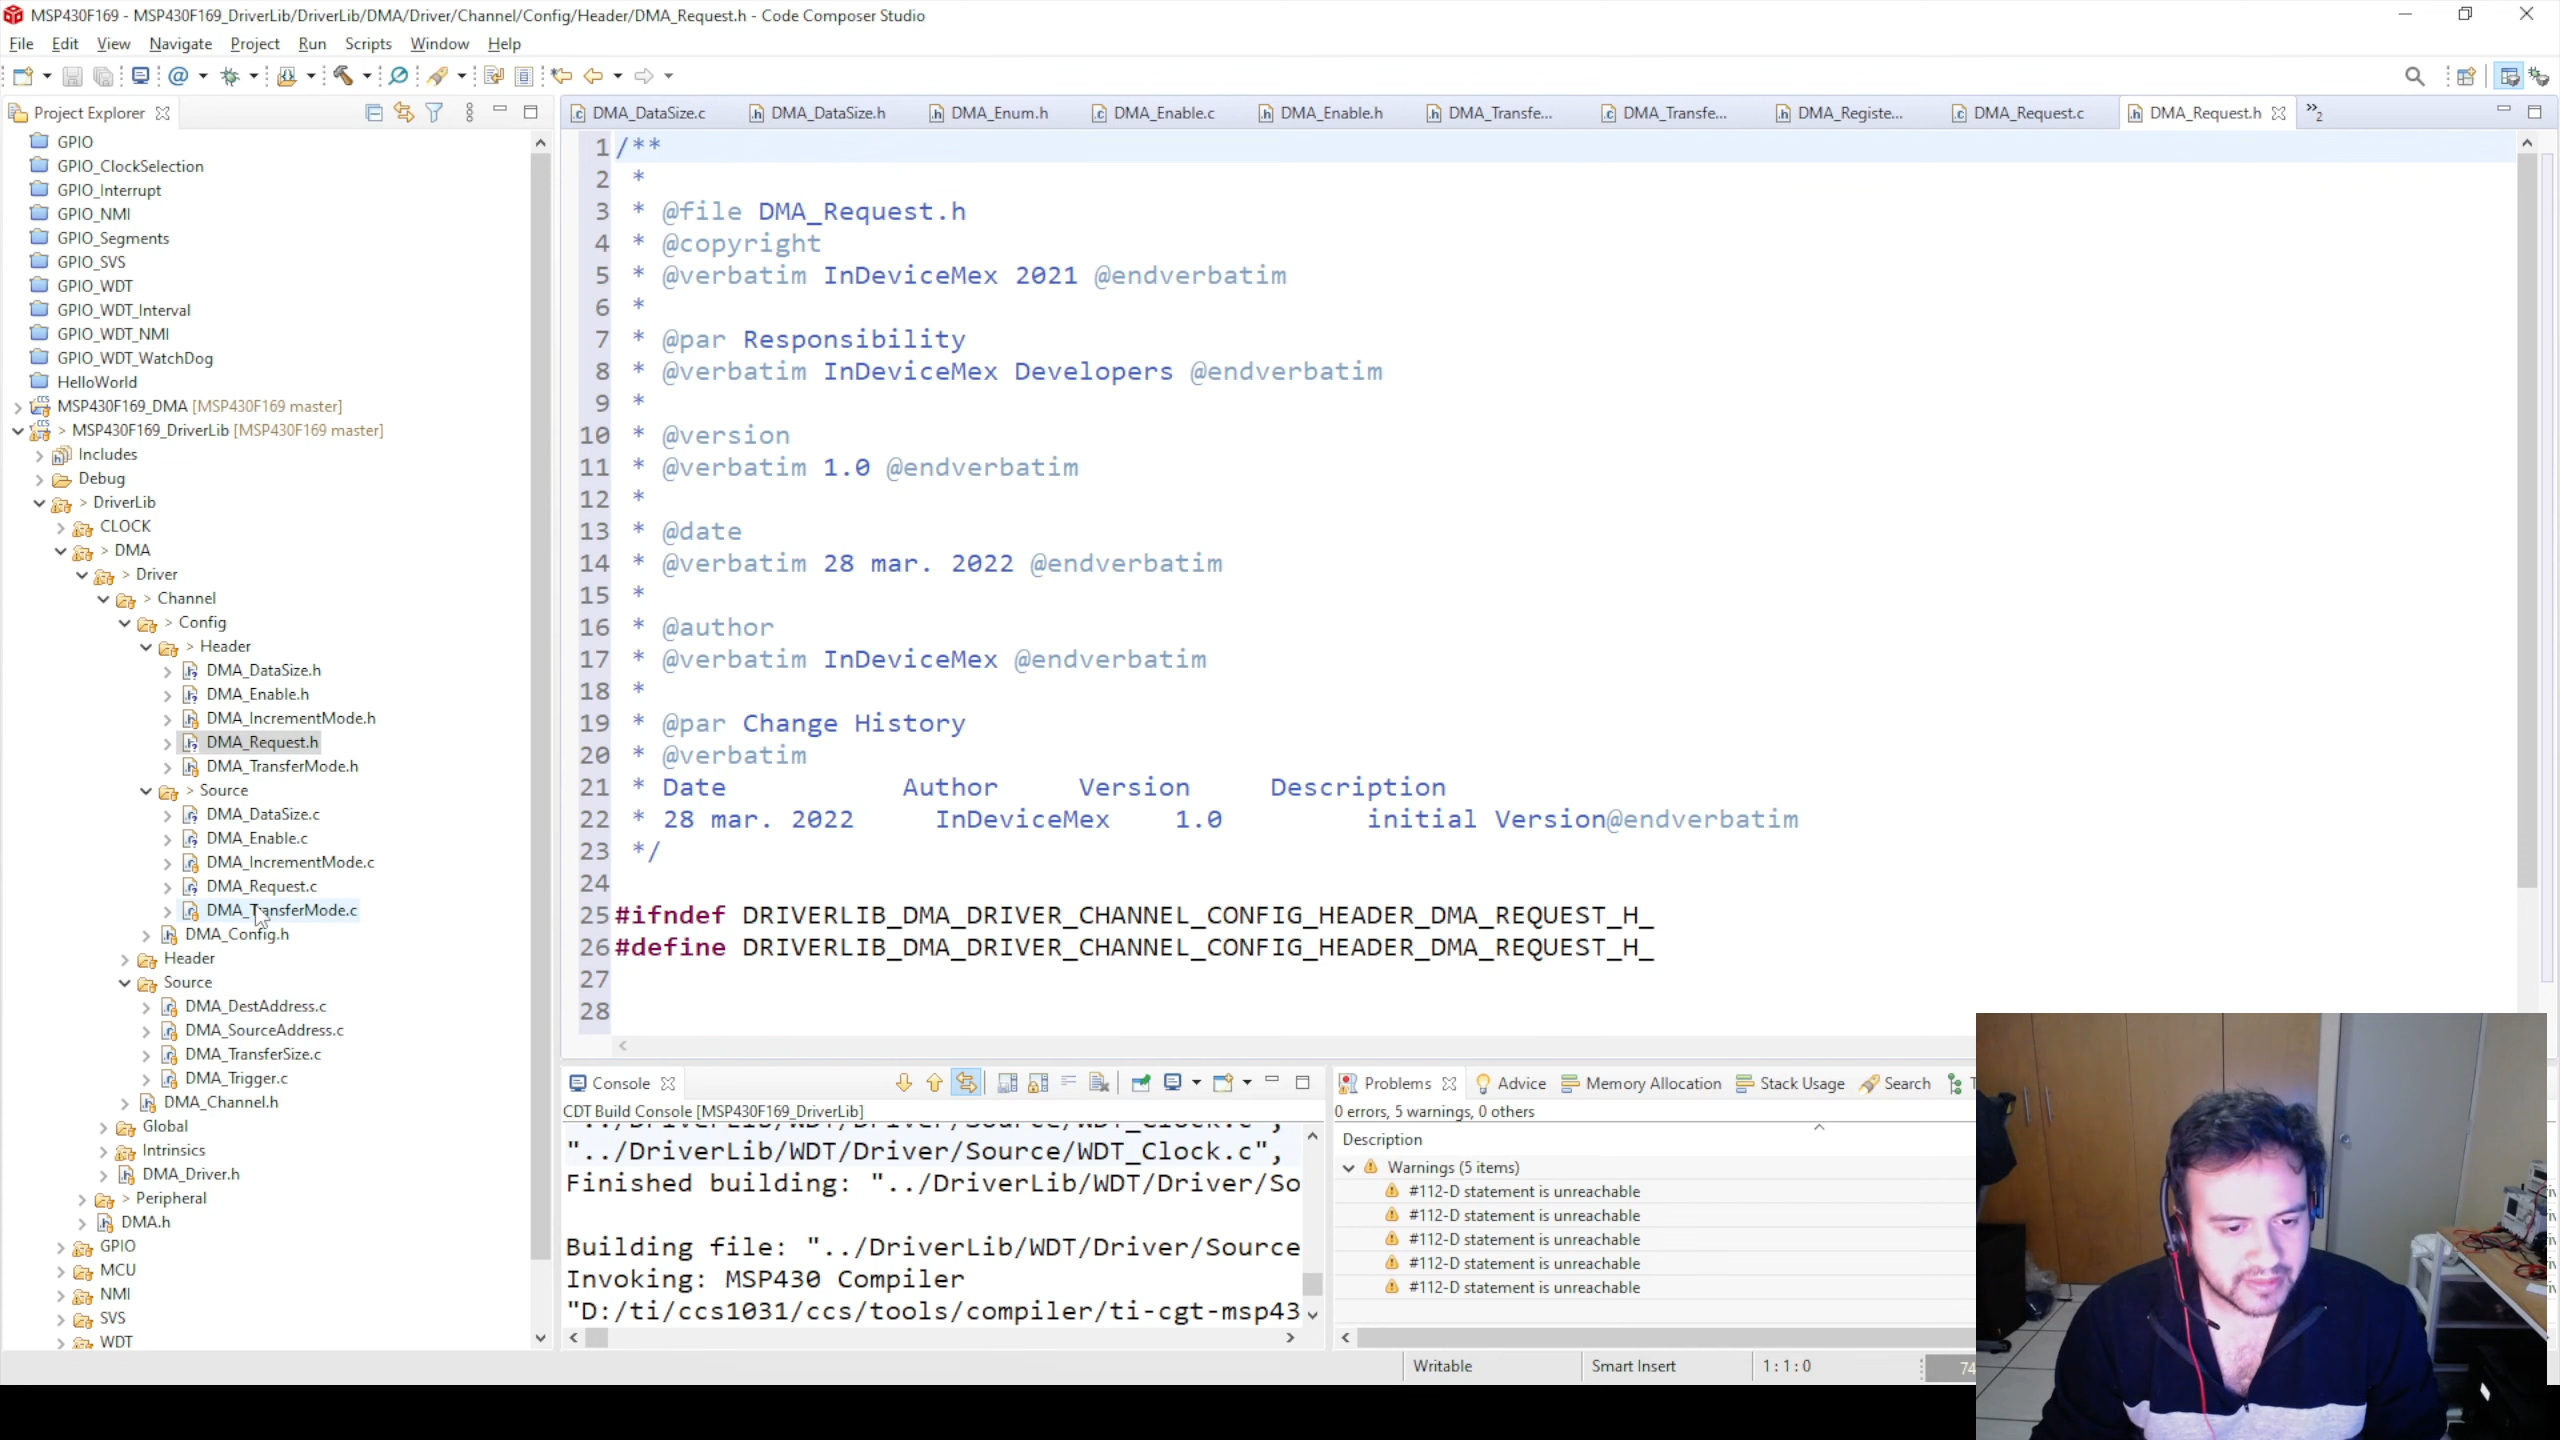 MSP430F169 - MSP430F169_DriverLib/DriverLib/DMA/Driver/Channel/Config/Header/DMA_Request.h - Code Composer Studio
File Edit View Navigate Project Run Scripts Window Help
Project Explorer
GPIO
GPIO_ClockSelection
GPIO_Interrupt
GPIO_NMI
GPIO_Segments
GPIO_SVS
GPIO_WDT
GPIO_WDT_Interval
GPIO_WDT_NMI
GPIO_WDT_WatchDog
HelloWorld
MSP430F169_DMA [MSP430F169 master]
> MSP430F169_DriverLib [MSP430F169 master]
Includes
Debug
> DriverLib
CLOCK
> DMA
> Driver
> Channel
> Config
> Header
DMA_DataSize.h
DMA_Enable.h
DMA_IncrementMode.h
DMA_Request.h
DMA_TransferMode.h
> Source
DMA_DataSize.c
DMA_Enable.c
DMA_IncrementMode.c
DMA_Request.c
DMA_TransferMode.c
DMA_Config.h
Header
Source
DMA_DestAddress.c
DMA_SourceAddress.c
DMA_TransferSize.c
DMA_Trigger.c
DMA_Channel.h
Global
Intrinsics
DMA_Driver.h
> Peripheral
DMA.h
GPIO
MCU
NMI
SVS
WDT
DMA_DataSize.c DMA_DataSize.h DMA_Enum.h DMA_Enable.c DMA_Enable.h DMA_Transfe... DMA_Transfe... DMA_Registe... DMA_Request.c DMA_Request.h »2
1 /**
2 *
3 * @file DMA_Request.h
4 * @copyright
5 * @verbatim InDeviceMex 2021 @endverbatim
6 *
7 * @par Responsibility
8 * @verbatim InDeviceMex Developers @endverbatim
9 *
10 * @version
11 * @verbatim 1.0 @endverbatim
12 *
13 * @date
14 * @verbatim 28 mar. 2022 @endverbatim
15 *
16 * @author
17 * @verbatim InDeviceMex @endverbatim
18 *
19 * @par Change History
20 * @verbatim
21 * Date Author Version Description
22 * 28 mar. 2022 InDeviceMex 1.0 initial Version@endverbatim
23 */
24
25 #ifndef DRIVERLIB_DMA_DRIVER_CHANNEL_CONFIG_HEADER_DMA_REQUEST_H_
26 #define DRIVERLIB_DMA_DRIVER_CHANNEL_CONFIG_HEADER_DMA_REQUEST_H_
27
28
Console
CDT Build Console [MSP430F169_DriverLib]
"../DriverLib/WDT/Driver/Source/WDT_Clock.c",
"../DriverLib/WDT/Driver/Source/WDT_Clock.c",
Finished building: "../DriverLib/WDT/Driver/So
Building file: "../DriverLib/WDT/Driver/Source
Invoking: MSP430 Compiler
"D:/ti/ccs1031/ccs/tools/compiler/ti-cgt-msp43
Problems Advice Memory Allocation Stack Usage Search
0 errors, 5 warnings, 0 others
Description
Warnings (5 items)
#112-D statement is unreachable
#112-D statement is unreachable
#112-D statement is unreachable
#112-D statement is unreachable
#112-D statement is unreachable
Writable Smart Insert 1 : 1 : 0 74